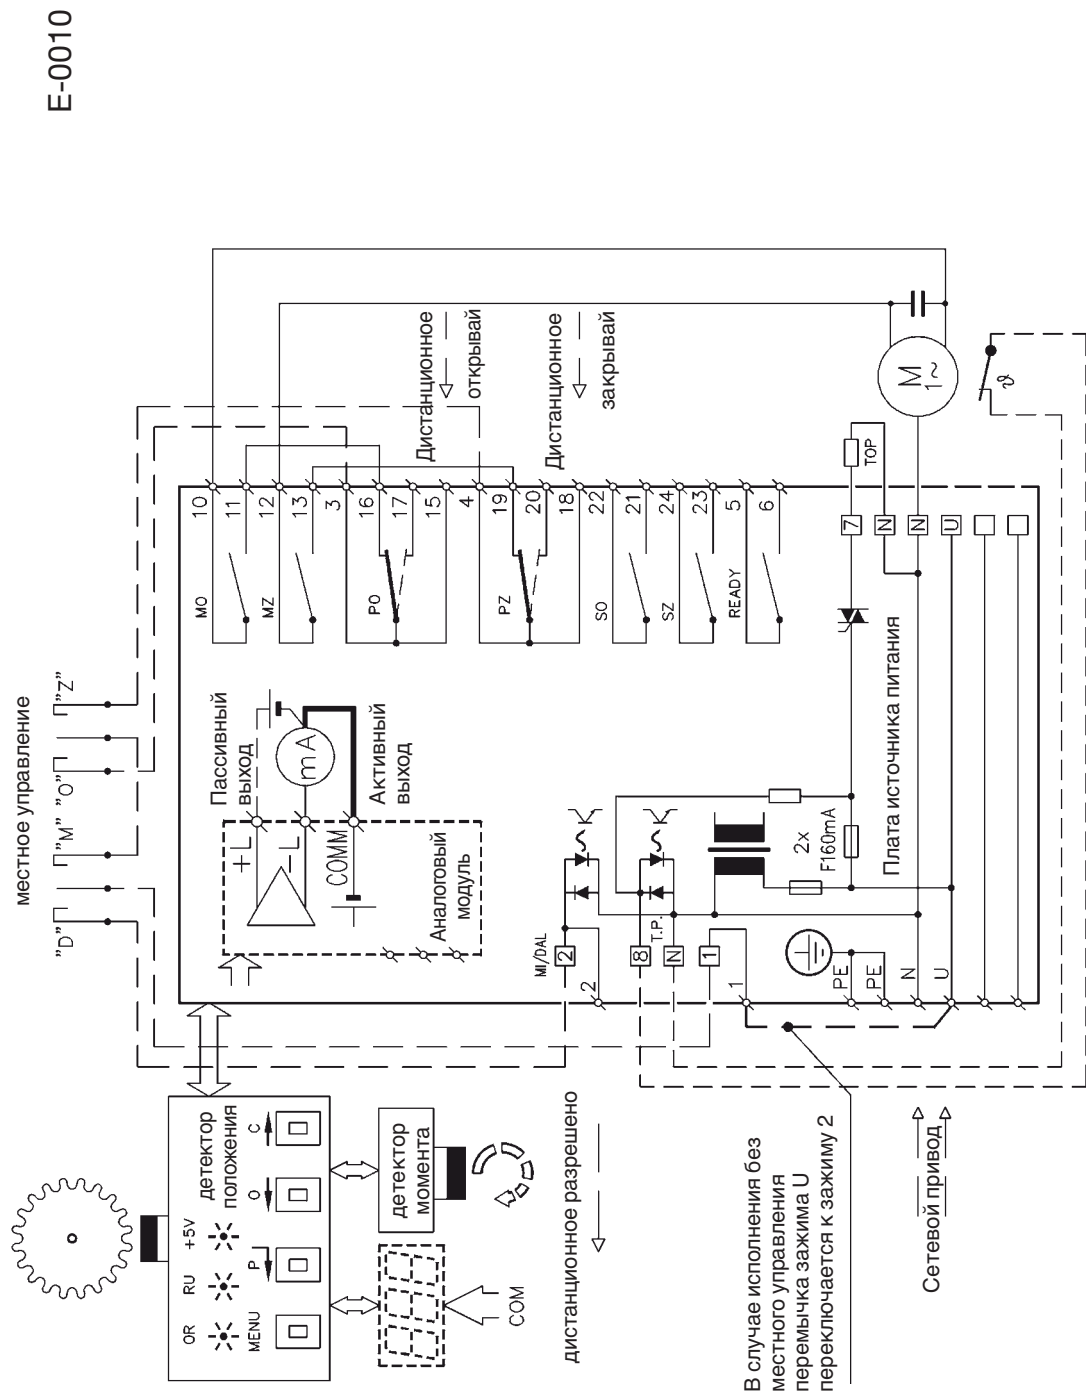 E-0010
местное управление
"D"
"M"
"O"
"Z"
10
11
12
13
3
16
17
15
4
19
20
18
22
21
24
23
5
6
MO
MZ
PO
PZ
SO
SZ
READY
Дистанционное
открывай
Дистанционное
закрывай
M
1~
ϑ
TOP
7
N
N
U
Пассивный
выход
mA
Активный
выход
+L
-L
COMM
Аналоговый
модуль
Плата источника питания
2x
F160mA
MI/DAL
2
2
8
T.P.
N
1
1
PE
PE
N
U
детектор
положения
OR
RU
+5V
MENU
P
O
C
детектор
момента
COM
дистанционное разрешено
В случае исполнения без
местного управления
перемычка зажима U
переключается к зажиму 2
Сетевой привод